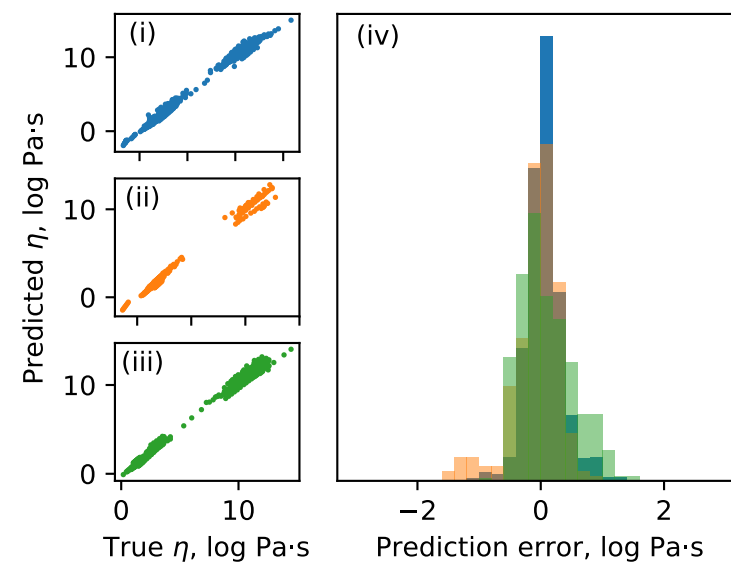 (i)
10
0
(ii)
10
0
(iii)
10
0
0
10
Predicted η, log Pa·s
True η, log Pa·s
(iv)
−2
0
2
Prediction error, log Pa·s